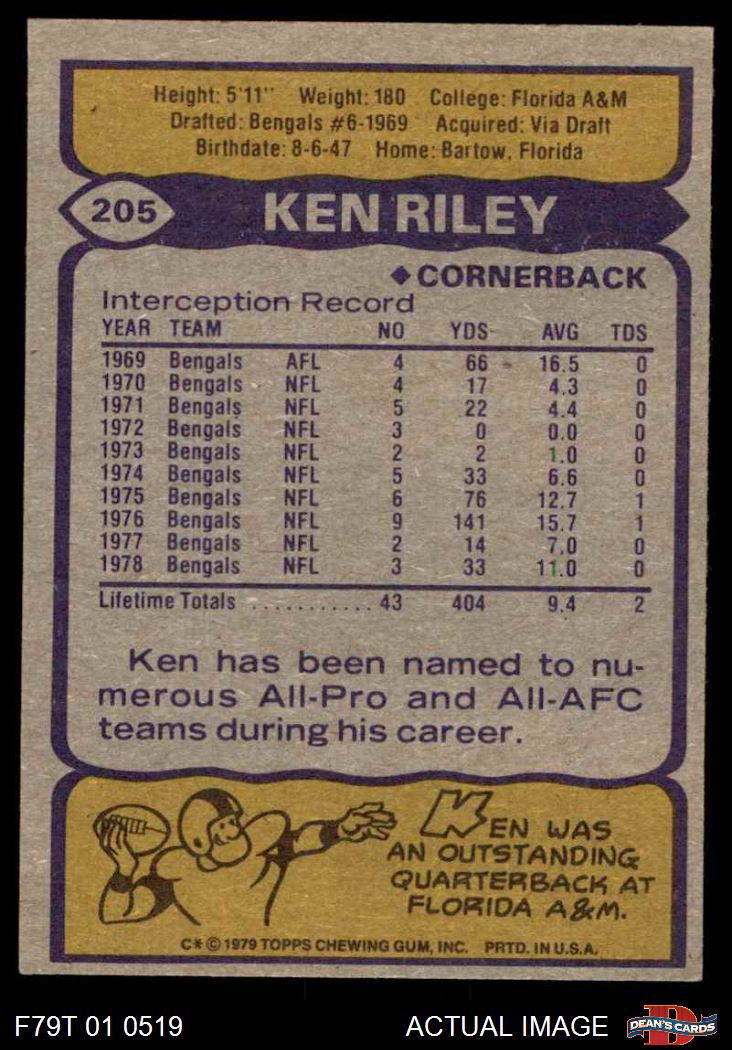 Height: 5'11" Weight: 180 College: Florida A&M
Drafted: Bengals #6-1969 Acquired: Via Draft
Birthdate: 8-6-47 Home: Bartow, Florida
205 KEN RILEY
◆ CORNERBACK
Interception Record
YEAR TEAM NO YDS AVG TDS
1969 Bengals AFL 4 66 16.5 0
1970 Bengals NFL 4 17 4.3 0
1971 Bengals NFL 5 22 4.4 0
1972 Bengals NFL 3 0 0.0 0
1973 Bengals NFL 2 2 1.0 0
1974 Bengals NFL 5 33 6.6 0
1975 Bengals NFL 6 76 12.7 1
1976 Bengals NFL 9 141 15.7 1
1977 Bengals NFL 2 14 7.0 0
1978 Bengals NFL 3 33 11.0 0
Lifetime Totals ........... 43 404 9.4 2
Ken has been named to nu-
merous All-Pro and All-AFC
teams during his career.
KEN WAS
AN OUTSTANDING
QUARTERBACK AT
FLORIDA A&M.
C* © 1979 TOPPS CHEWING GUM, INC. PRTD. IN U.S.A.
F79T 01 0519 ACTUAL IMAGE D DEAN'S CARDS